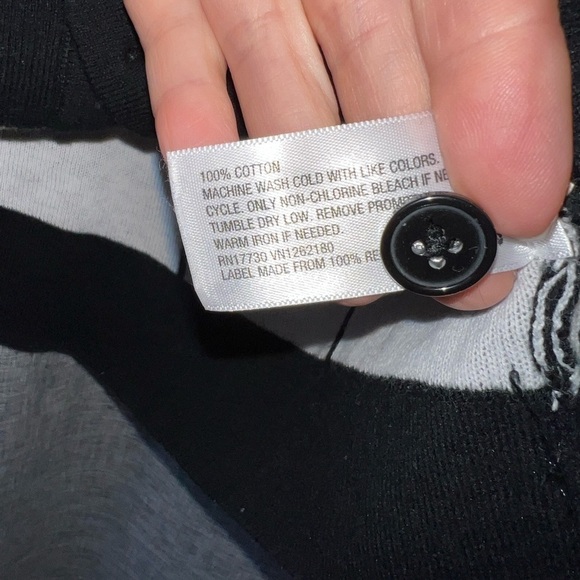 100% COTTON
MACHINE WASH COLD WITH LIKE COLORS.
CYCLE. ONLY NON-CHLORINE BLEACH IF
TUMBLE DRY LOW. REMOVE
WARM IRON IF NEEDED.
RN17730 VN1262180
LABEL MADE FROM 100%